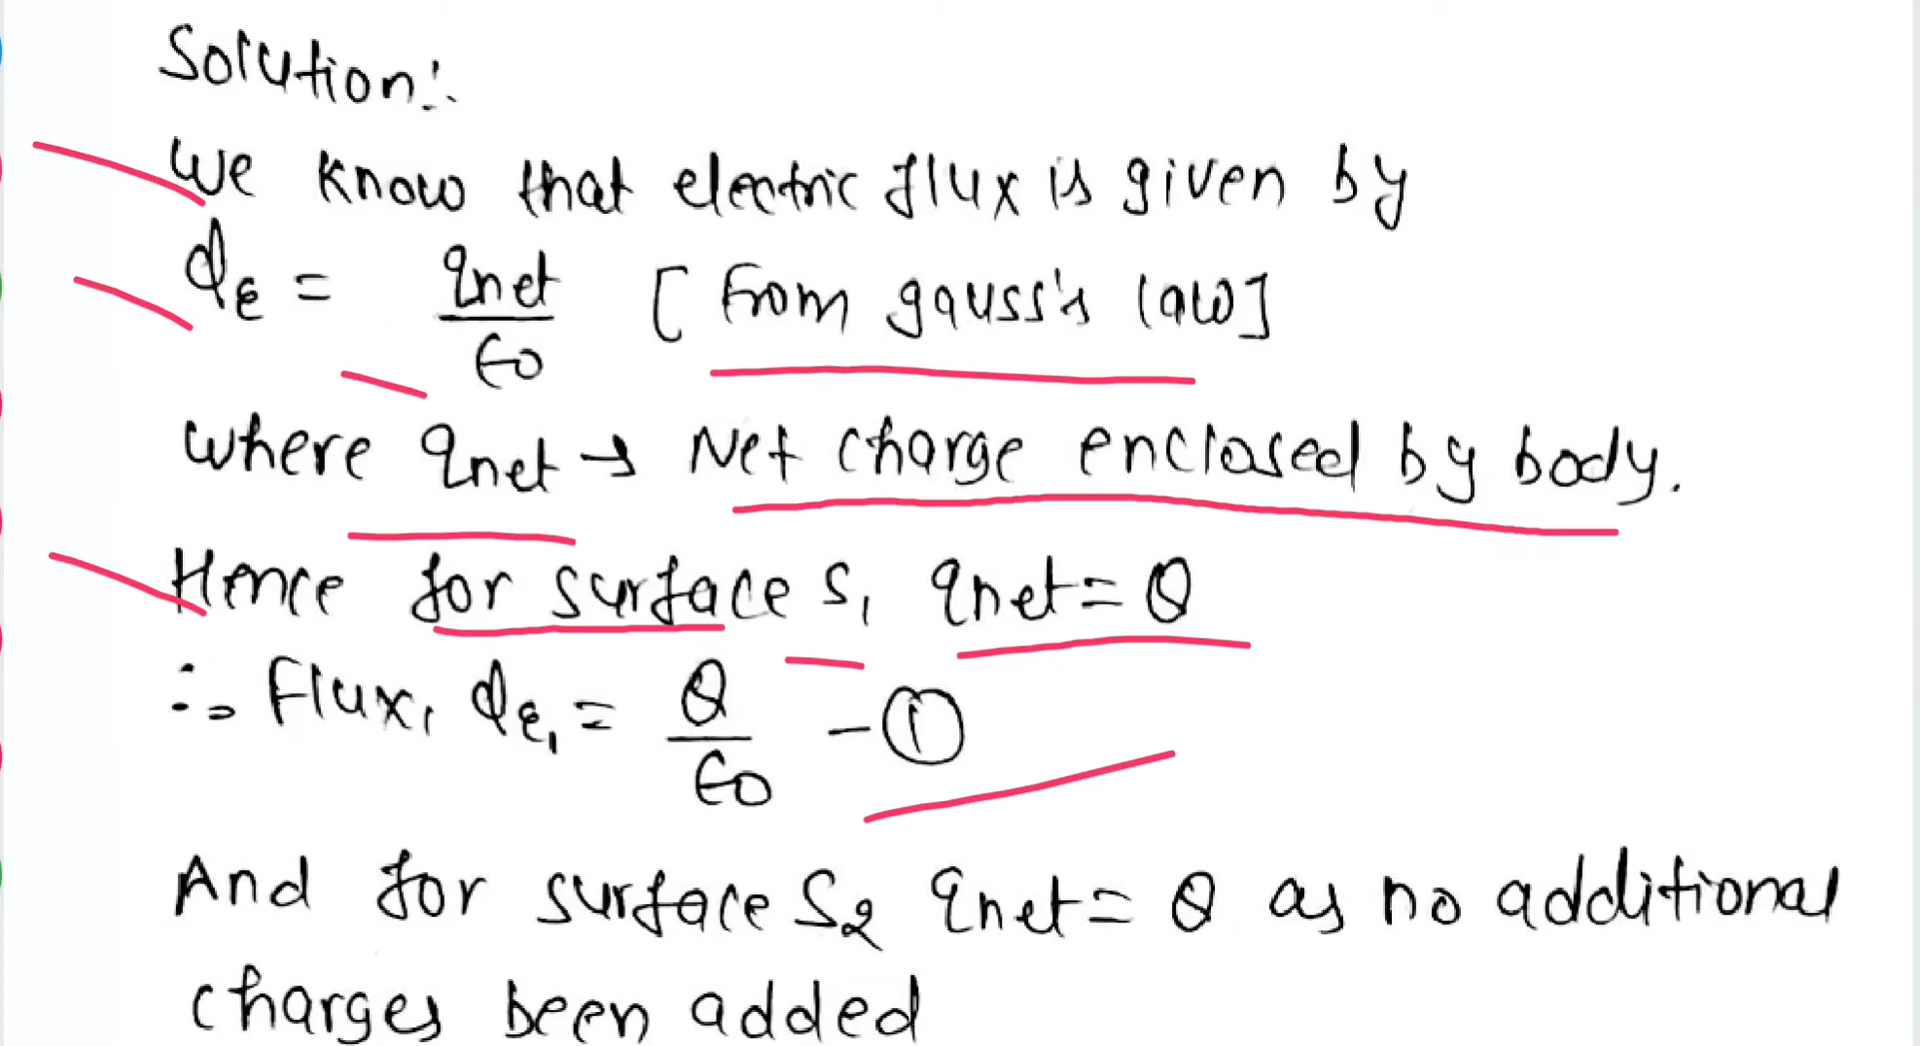 Solution:.
We know that electric flux is given by
ϕE = qnet/ϵ0 [from gauss's law]
where qnet → Net charge enclosed by body.
Hence for surface S1 qnet = Q
∴ Flux, ϕE1 = Q/ϵ0 - ①
And for surface S2 qnet = Q as no additional
charges been added